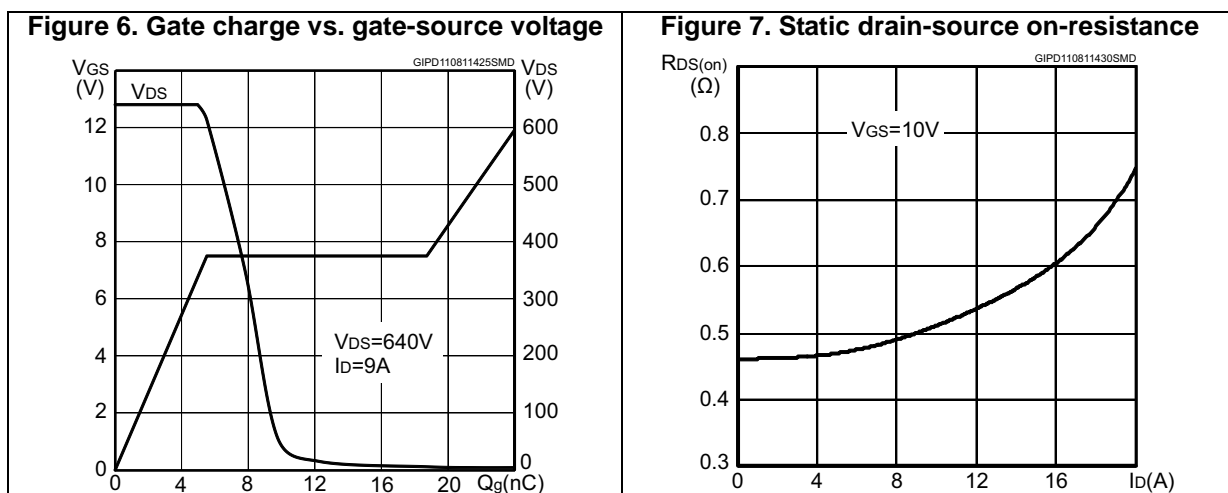 Figure 6. Gate charge vs. gate-source voltage
GIPD110811425SMD
VGS
(V)
VDS
(V)
VDS
12
10
8
6
4
2
0
600
500
400
300
200
100
0
VDS=640V
ID=9A
0 4 8 12 16 20 Qg(nC)
Figure 7. Static drain-source on-resistance
GIPD110811430SMD
RDS(on)
(Ω)
VGS=10V
0.8
0.7
0.6
0.5
0.4
0.3
0 4 8 12 16 ID(A)